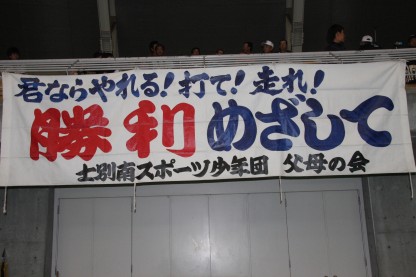 君ならやれる!打て!走れ!
勝利めざして
士別南スポーツ少年団 父母の会